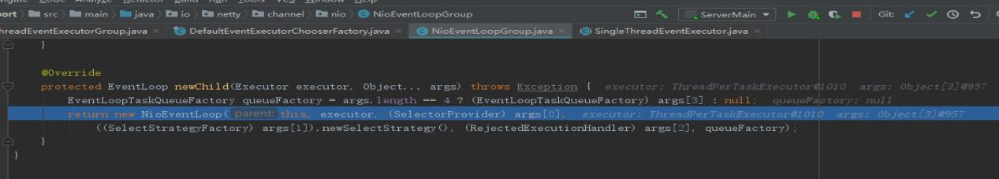 Navigate Code Analyze Refactor Build Run Tools VCS Window Help
port src main java io netty channel nio NioEventLoopGroup ServerMain Git:
hreadEventExecutorGroup.java × DefaultEventExecutorChooserFactory.java × NioEventLoopGroup.java × SingleThreadEventExecutor.java ×
}
@Override
protected EventLoop newChild(Executor executor, Object... args) throws Exception { executor: ThreadPerTaskExecutor@1010 args: Object[3]@957
EventLoopTaskQueueFactory queueFactory = args.length == 4 ? (EventLoopTaskQueueFactory) args[3] : null; queueFactory: null
return new NioEventLoop( parent: this, executor, (SelectorProvider) args[0], executor: ThreadPerTaskExecutor@1010 args: Object[3]@957
((SelectStrategyFactory) args[1]).newSelectStrategy(), (RejectedExecutionHandler) args[2], queueFactory);
}
}